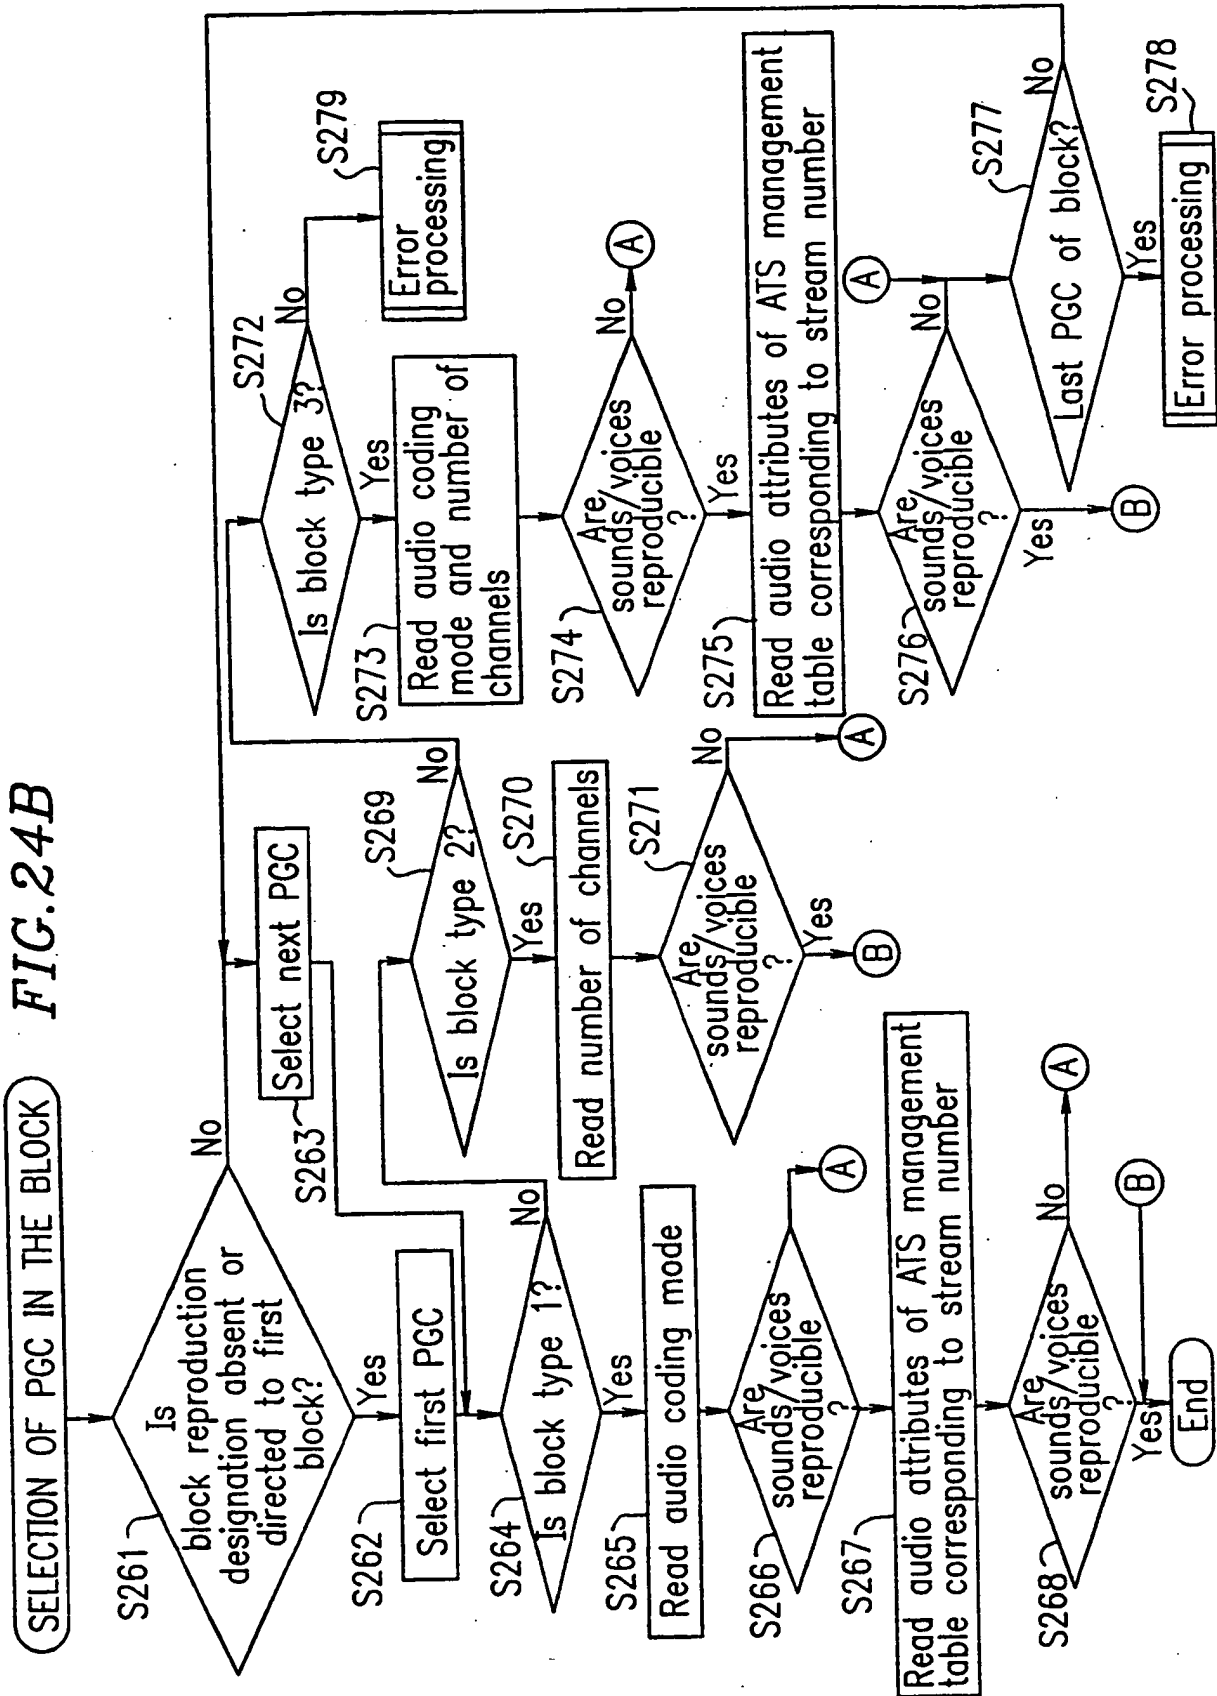 FIG.24B
SELECTION OF PGC IN THE BLOCK
S261
Is
block reproduction
designation absent or
directed to first
block?
No
Yes
S262
Select first PGC
S263
Select next PGC
S264
Is block type 1?
No
Yes
S265
Read audio coding mode
S266
Are
sounds/voices
reproducible
?
A
S267
Read audio attributes of ATS management
table corresponding to stream number
S268
Are
sounds/voices
reproducible
?
No
A
Yes
B
End
S269
Is block type 2?
No
Yes
S270
Read number of channels
S271
Are
sounds/voices
reproducible
?
No
A
Yes
B
S272
Is block type 3?
No
Yes
S279
Error
processing
S273
Read audio coding
mode and number of
channels
S274
Are
sounds/voices
reproducible
?
No
A
Yes
S275
Read audio attributes of ATS management
table corresponding to stream number
S276
Are
sounds/voices
reproducible
?
No
A
Yes
B
S277
Last PGC of block?
No
Yes
S278
Error processing